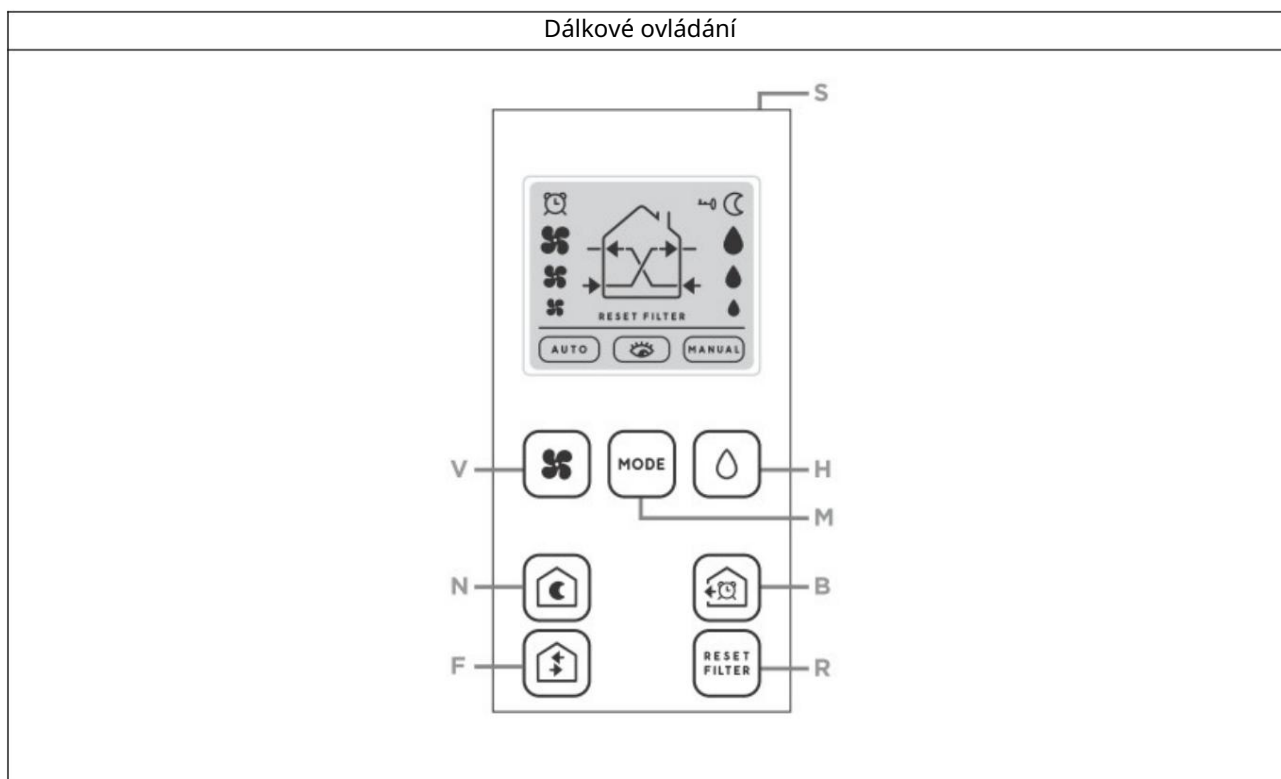 Dálkové ovládání
S
RESET FILTER
AUTO
MANUAL
V
MODE
H
M
N
B
F
RESET
FILTER
R